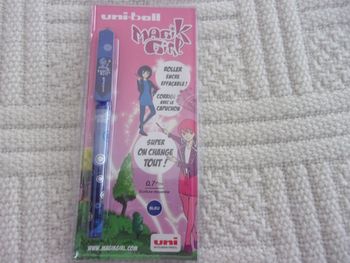 uni-ball
MAGIK
Girl
ROLLER
ENCRE
EFFAÇABLE !
CORRIGE
AVEC LE
CAPUCHON
SUPER
ON CHANGE
TOUT !
0.7
BLEU
uni
WWW.MAGIKGIRL.COM